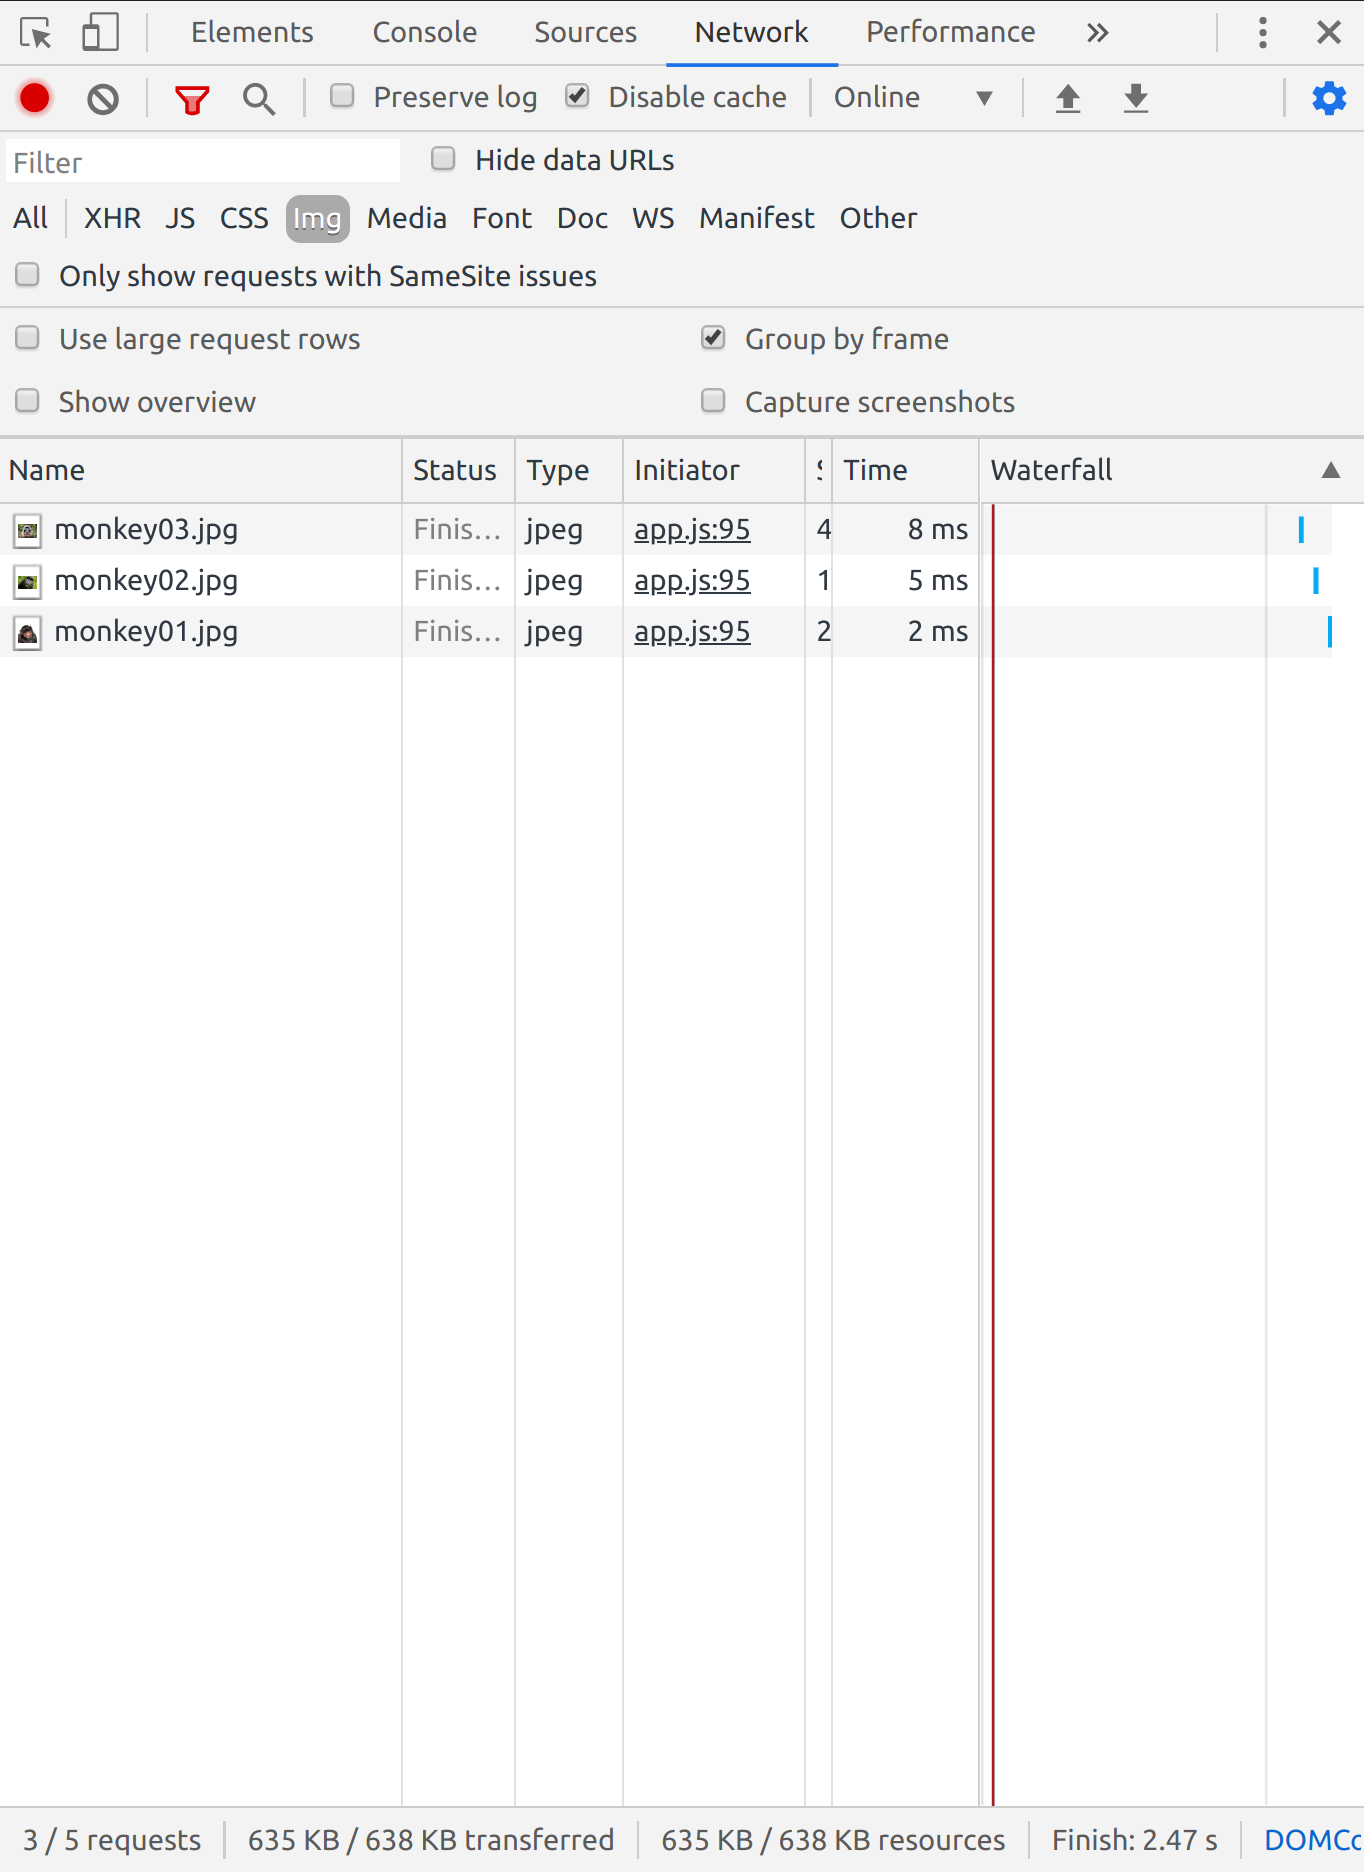 Elements Console Sources Network Performance
Preserve log Disable cache Online
Filter Hide data URLs
All XHR JS CSS Img Media Font Doc WS Manifest Other
Only show requests with SameSite issues
Use large request rows Group by frame
Show overview Capture screenshots
Name Status Type Initiator Time Waterfall
monkey03.jpg Finis... jpeg app.js:95 4 8 ms
monkey02.jpg Finis... jpeg app.js:95 1 5 ms
monkey01.jpg Finis... jpeg app.js:95 2 2 ms
3 / 5 requests 635 KB / 638 KB transferred 635 KB / 638 KB resources Finish: 2.47 s